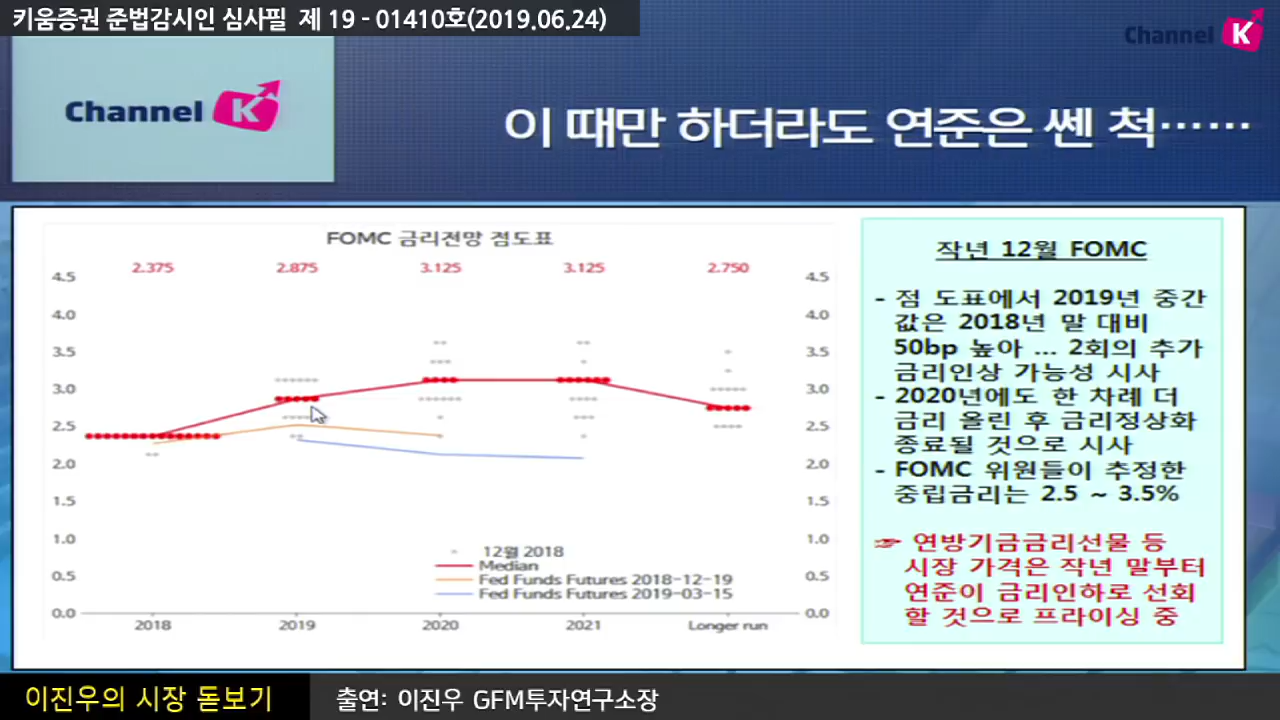 키움증권 준법감시인 심사필 제 19 - 01410호(2019.06.24)
Channel K
Channel K
이 때만 하더라도 연준은 쎈 척······
FOMC 금리전망 점도표
2.375 2.875 3.125 3.125 2.750
4.5 4.5
4.0 4.0
3.5 3.5
3.0 3.0
2.5 2.5
2.0 2.0
1.5 1.5
1.0 1.0
0.5 0.5
0.0 0.0
12월 2018
Median
Fed Funds Futures 2018-12-19
Fed Funds Futures 2019-03-15
2018 2019 2020 2021 Longer run
작년 12월 FOMC
- 점 도표에서 2019년 중간
값은 2018년 말 대비
50bp 높아 ... 2회의 추가
금리인상 가능성 시사
- 2020년에도 한 차례 더
금리 올린 후 금리정상화
종료될 것으로 시사
- FOMC 위원들이 추정한
중립금리는 2.5 ~ 3.5%
☞ 연방기금금리선물 등
시장 가격은 작년 말부터
연준이 금리인하로 선회
할 것으로 프라이싱 중
이진우의 시장 돋보기
출연: 이진우 GFM투자연구소장